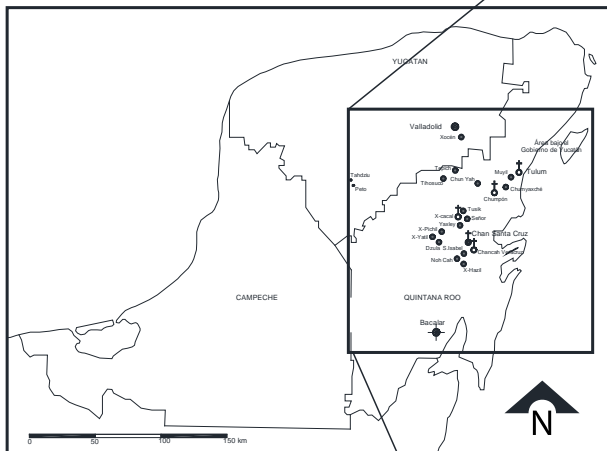 YUCATAN
Valladolid
Xocén
Área bajo el
Gobierno de Yucatán
Tepich
Tihosuco
Chun Yah
Muyil
Tulum
Chunyaxché
Chumpón
Tahdzu
Peto
Tusik
X-cacal
Señor
Yaxley
X-Pichil
X-Yatil
Chan Santa Cruz
Dzula
S.Isabel
Chancah Veracruz
Noh Cah
X-Hazil
CAMPECHE
QUINTANA ROO
Bacalar
N
0 50 100 150 km